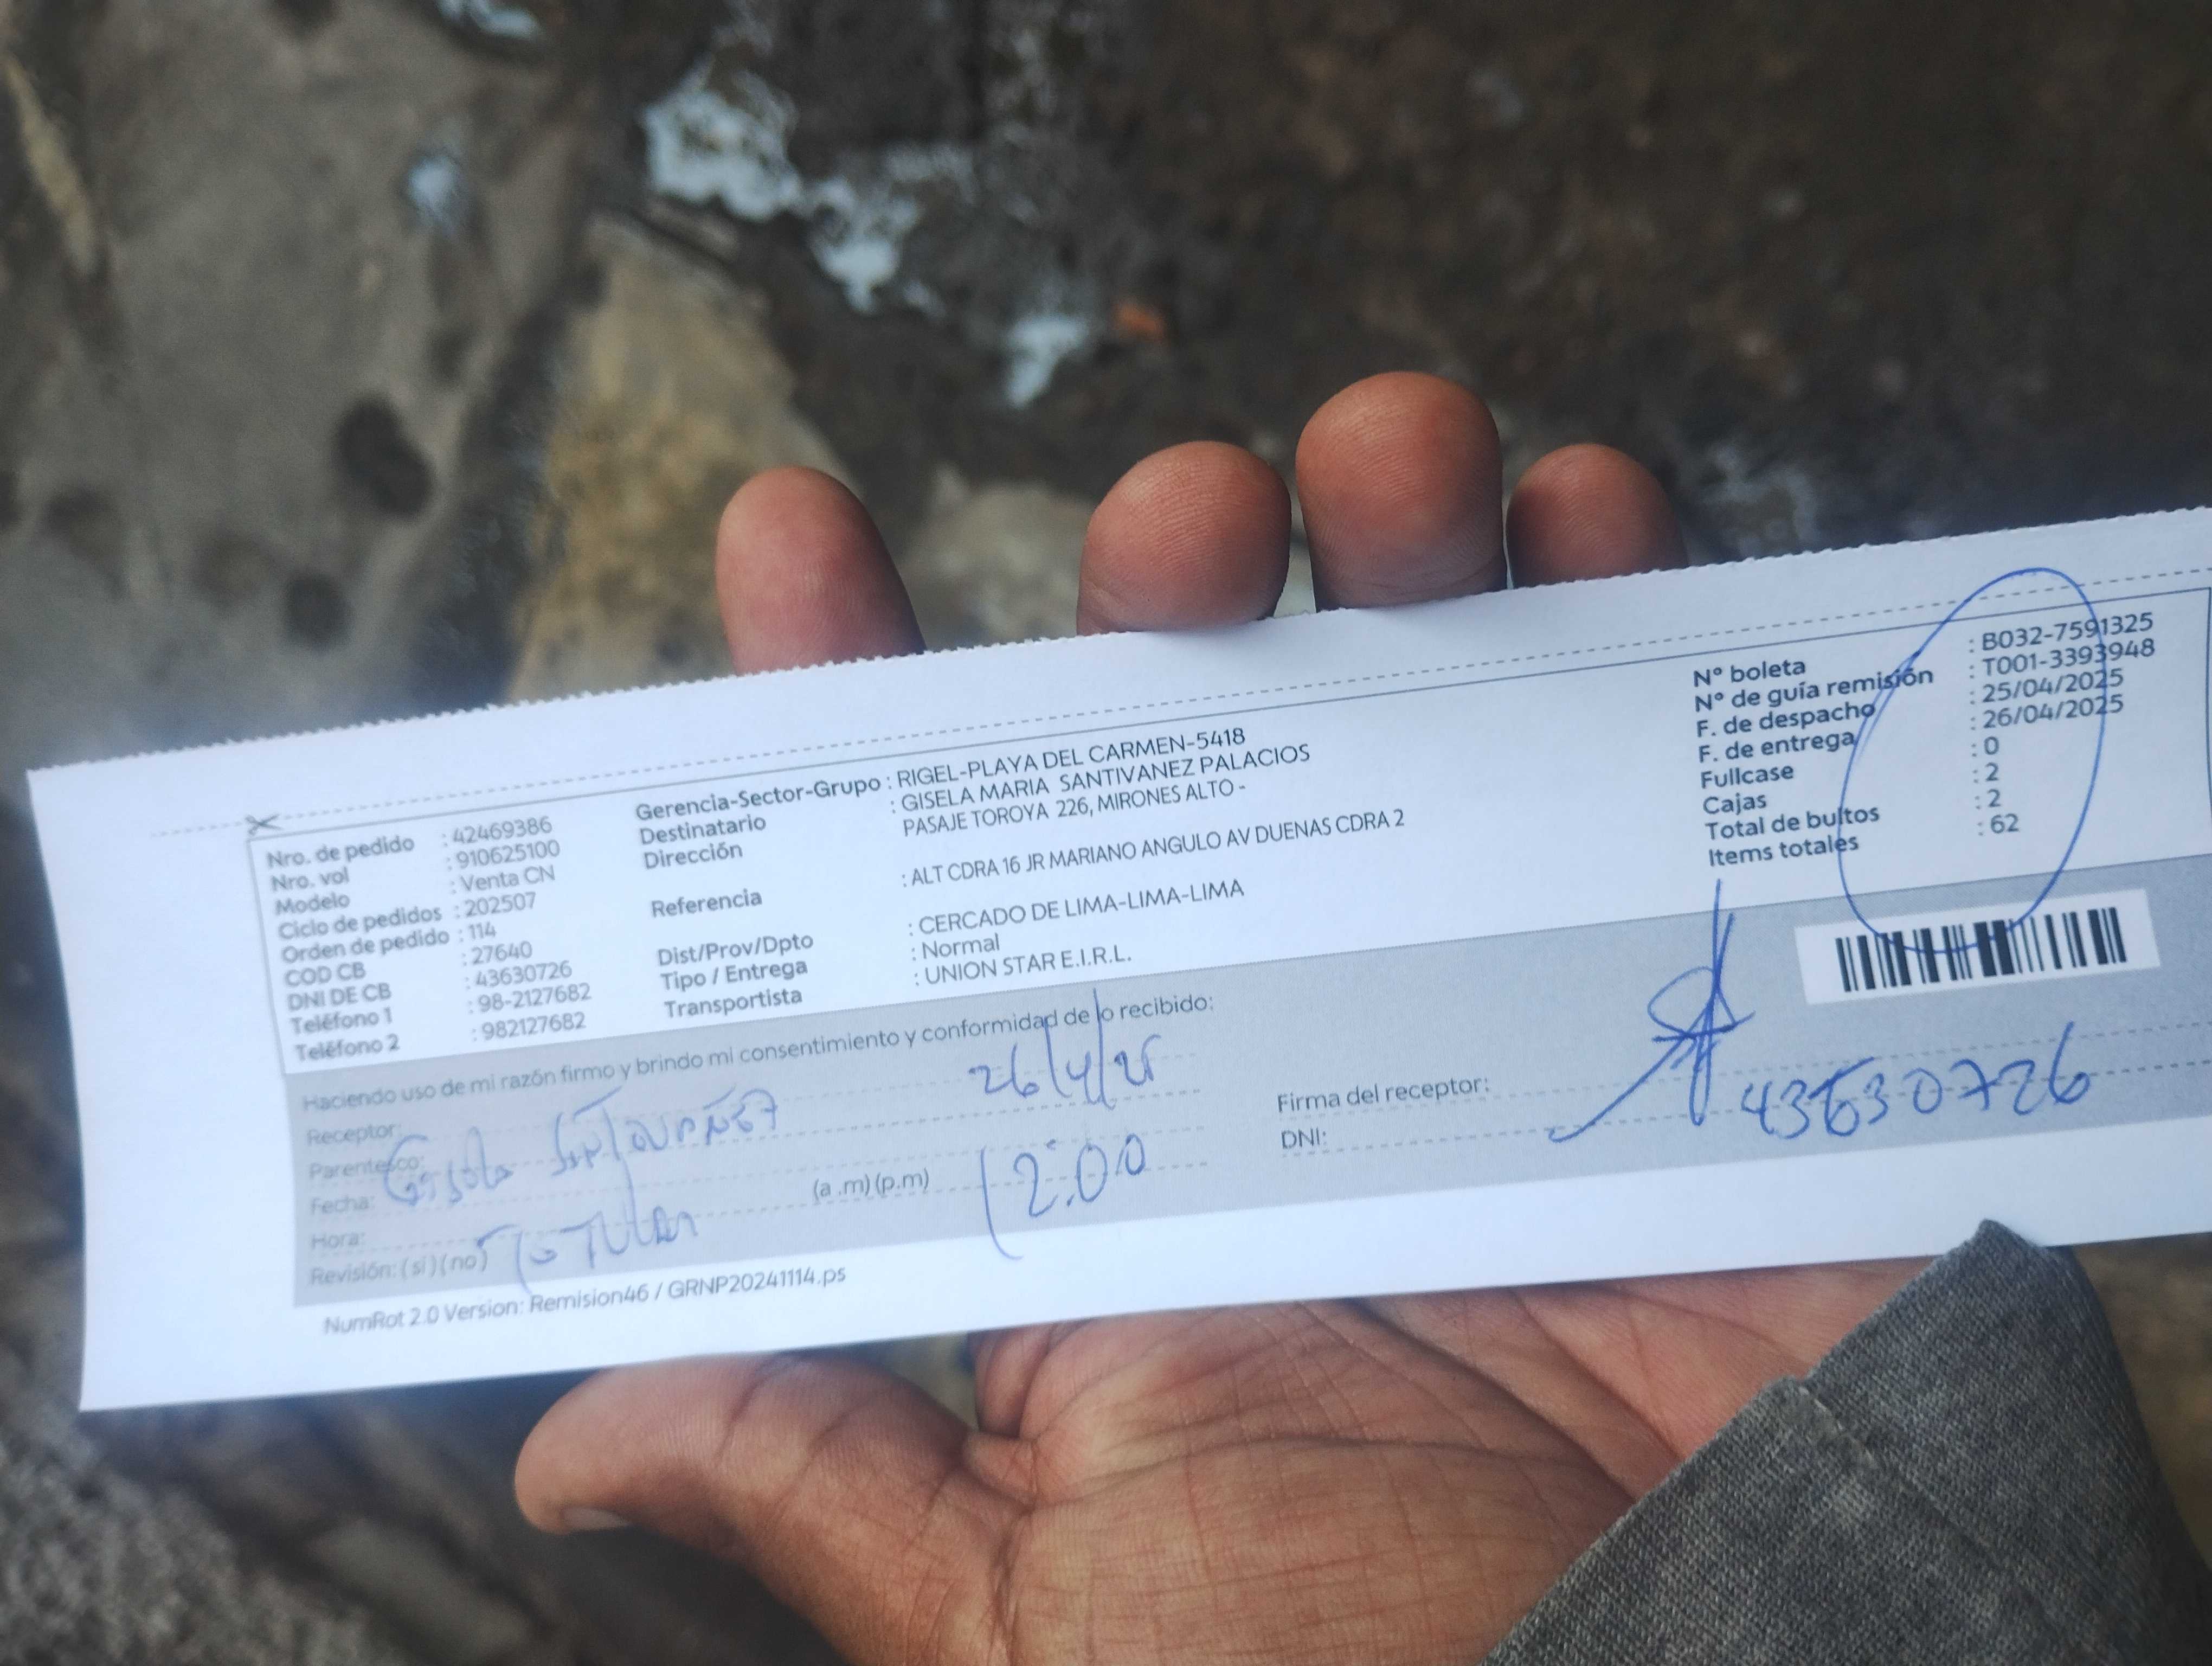 Nro. de pedido : 42469386
Nro. vol : 910625100
Modelo : Venta CN
Ciclo de pedidos : 202507
Orden de pedido : 114
COD CB : 27640
DNI DE CB : 43630726
Teléfono 1 : 98-2127682
Teléfono 2 : 982127682
Gerencia-Sector-Grupo : RIGEL-PLAYA DEL CARMEN-5418
Destinatario : GISELA MARIA SANTIVANEZ PALACIOS
Dirección PASAJE TOROYA 226, MIRONES ALTO -
Referencia : ALT CDRA 16 JR MARIANO ANGULO AV DUENAS CDRA 2
Dist/Prov/Dpto : CERCADO DE LIMA-LIMA-LIMA
Tipo / Entrega : Normal
Transportista : UNION STAR E.I.R.L.
Nº boleta : B032-7591325
Nº de guía remisión : T001-3393948
F. de despacho : 25/04/2025
F. de entrega : 26/04/2025
Fullcase : 0
Cajas : 2
Total de bultos : 2
Items totales : 62
Haciendo uso de mi razón firmo y brindo mi consentimiento y conformidad de lo recibido:
Receptor:
Parentesco:
Fecha: 26/4/25
Hora: (a .m) (p.m) 12:00
Revisión: (si) (no)
Firma del receptor:
DNI: 43630726
NumRot 2.0 Version: Remision46 / GRNP20241114.ps